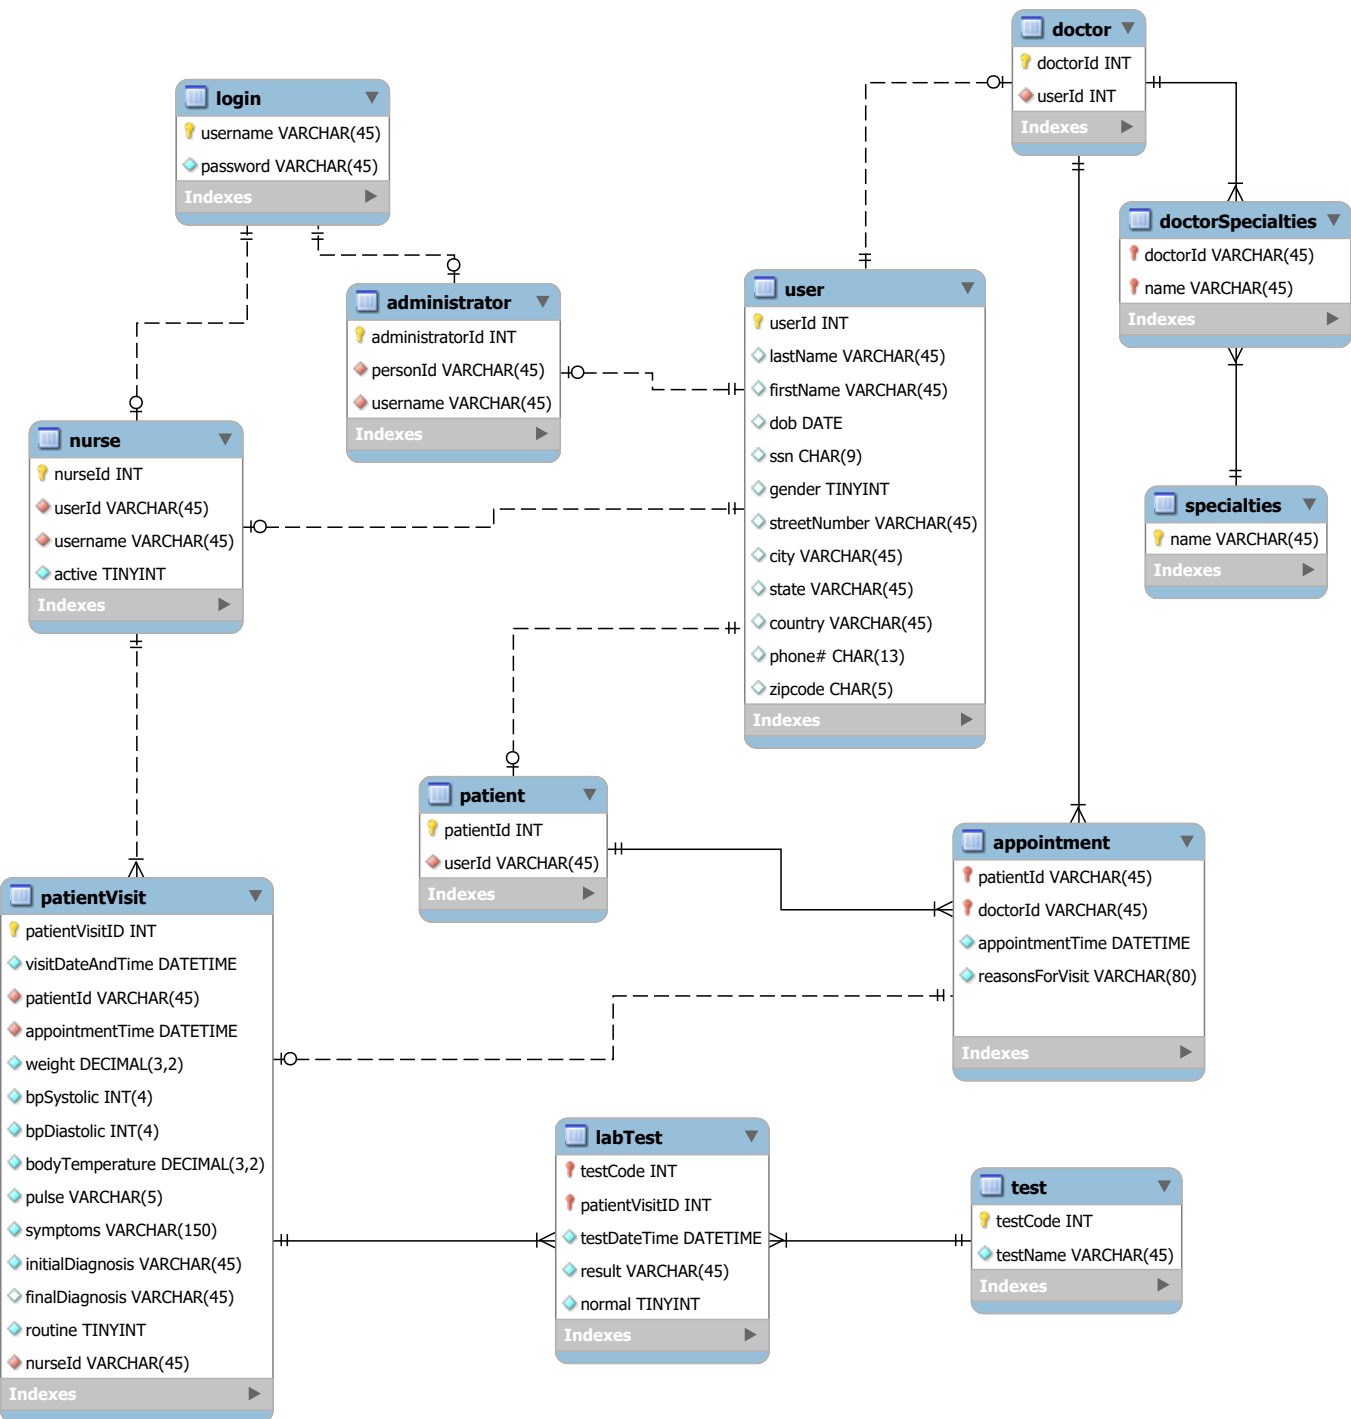 doctor
doctorId INT
userId INT
Indexes
login
username VARCHAR(45)
password VARCHAR(45)
Indexes
doctorSpecialties
doctorId VARCHAR(45)
name VARCHAR(45)
Indexes
administrator
administratorId INT
personId VARCHAR(45)
username VARCHAR(45)
Indexes
user
userId INT
lastName VARCHAR(45)
firstName VARCHAR(45)
dob DATE
ssn CHAR(9)
gender TINYINT
streetNumber VARCHAR(45)
city VARCHAR(45)
state VARCHAR(45)
country VARCHAR(45)
phone# CHAR(13)
zipcode CHAR(5)
Indexes
nurse
nurseId INT
userId VARCHAR(45)
username VARCHAR(45)
active TINYINT
Indexes
specialties
name VARCHAR(45)
Indexes
patient
patientId INT
userId VARCHAR(45)
Indexes
appointment
patientId VARCHAR(45)
doctorId VARCHAR(45)
appointmentTime DATETIME
reasonsForVisit VARCHAR(80)
Indexes
patientVisit
patientVisitID INT
visitDateAndTime DATETIME
patientId VARCHAR(45)
appointmentTime DATETIME
weight DECIMAL(3,2)
bpSystolic INT(4)
bpDiastolic INT(4)
bodyTemperature DECIMAL(3,2)
pulse VARCHAR(5)
symptoms VARCHAR(150)
initialDiagnosis VARCHAR(45)
finalDiagnosis VARCHAR(45)
routine TINYINT
nurseId VARCHAR(45)
Indexes
labTest
testCode INT
patientVisitID INT
testDateTime DATETIME
result VARCHAR(45)
normal TINYINT
Indexes
test
testCode INT
testName VARCHAR(45)
Indexes